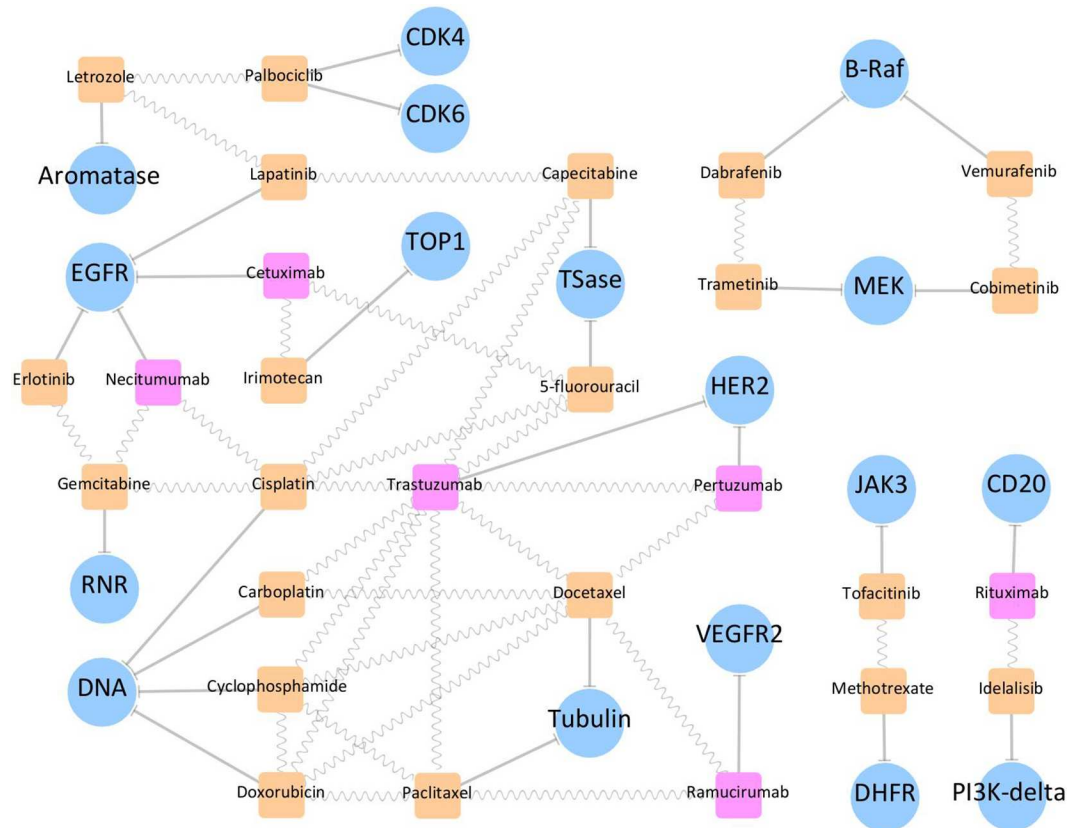 CDK4
B-Raf
Letrozole
Palbociclib
CDK6
Aromatase
Lapatinib
Capecitabine
Dabrafenib
Vemurafenib
TOP1
EGFR
Cetuximab
TSase
Trametinib
MEK
Cobimetinib
Erlotinib
Necitumumab
Irimotecan
5-fluorouracil
HER2
Gemcitabine
Cisplatin
Trastuzumab
Pertuzumab
JAK3
CD20
RNR
Carboplatin
Docetaxel
Tofacitinib
Rituximab
VEGFR2
DNA
Cyclophosphamide
Methotrexate
Idelalisib
Tubulin
Doxorubicin
Paclitaxel
Ramucirumab
DHFR
PI3K-delta